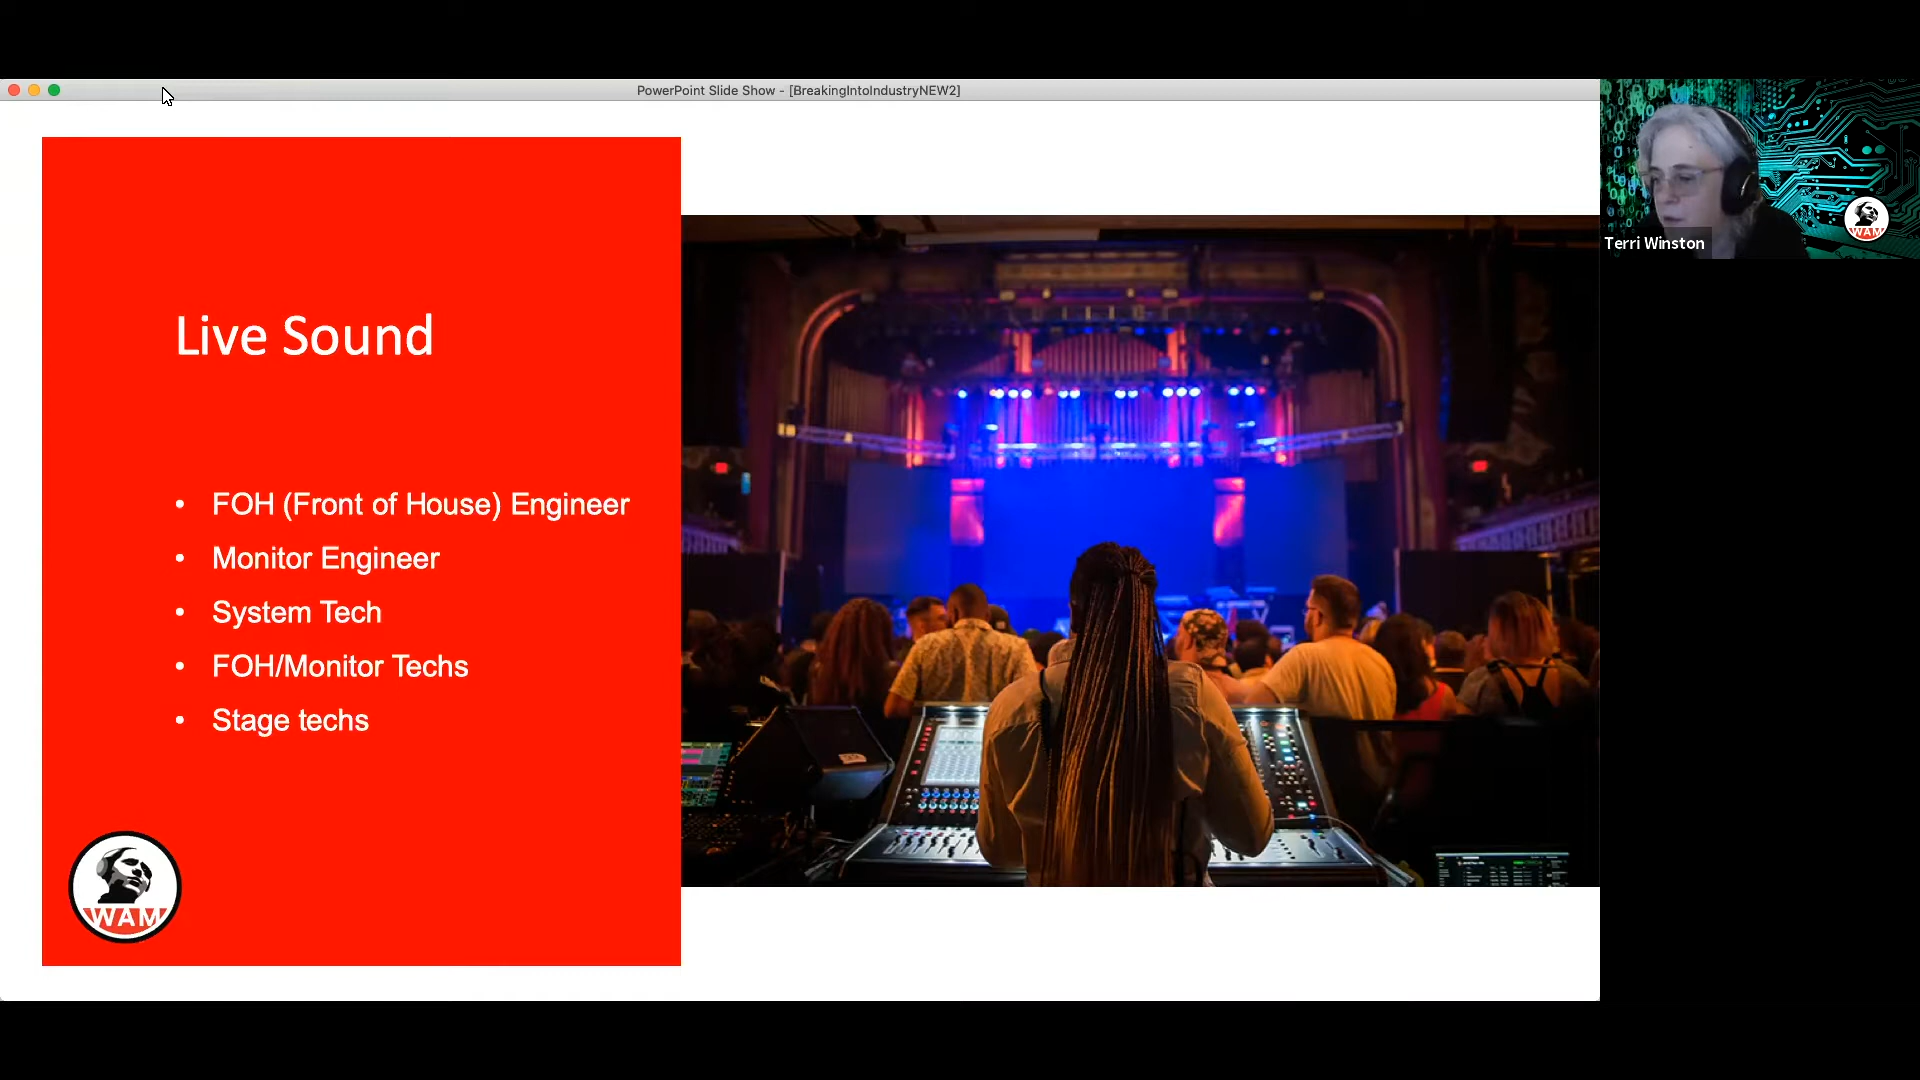 PowerPoint Slide Show - [BreakingIntoIndustryNEW2]
Terri Winston
WAM
Live Sound
• FOH (Front of House) Engineer
• Monitor Engineer
• System Tech
• FOH/Monitor Techs
• Stage techs
WAM